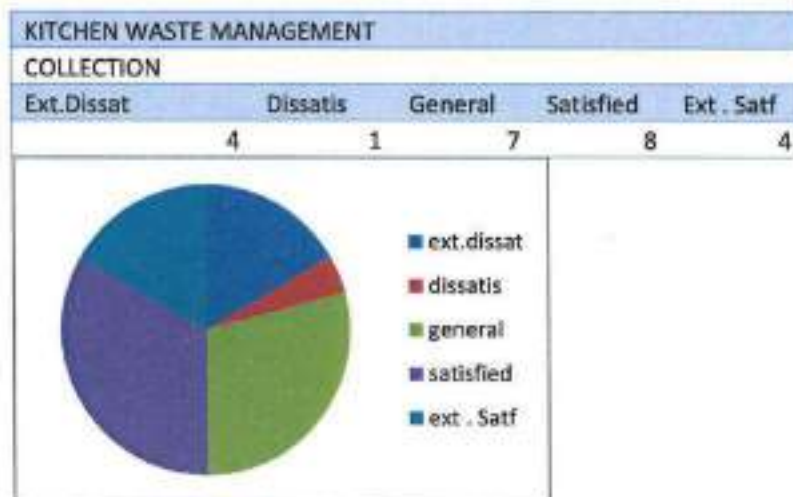 KITCHEN WASTE MANAGEMENT
COLLECTION
Ext.Dissat Dissatis General Satisfied Ext . Satf
4 1 7 8 4
ext.dissat
dissatis
general
satisfied
ext . Satf